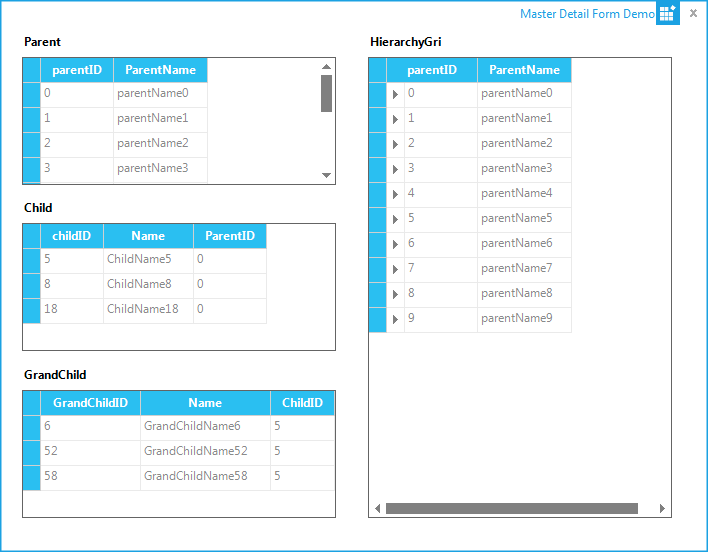 Master Detail Form Demo
Parent
parentID ParentName
0 parentName0
1 parentName1
2 parentName2
3 parentName3
Child
childID Name ParentID
5 ChildName5 0
8 ChildName8 0
18 ChildName18 0
GrandChild
GrandChildID Name ChildID
6 GrandChildName6 5
52 GrandChildName52 5
58 GrandChildName58 5
HierarchyGri
parentID ParentName
0 parentName0
1 parentName1
2 parentName2
3 parentName3
4 parentName4
5 parentName5
6 parentName6
7 parentName7
8 parentName8
9 parentName9